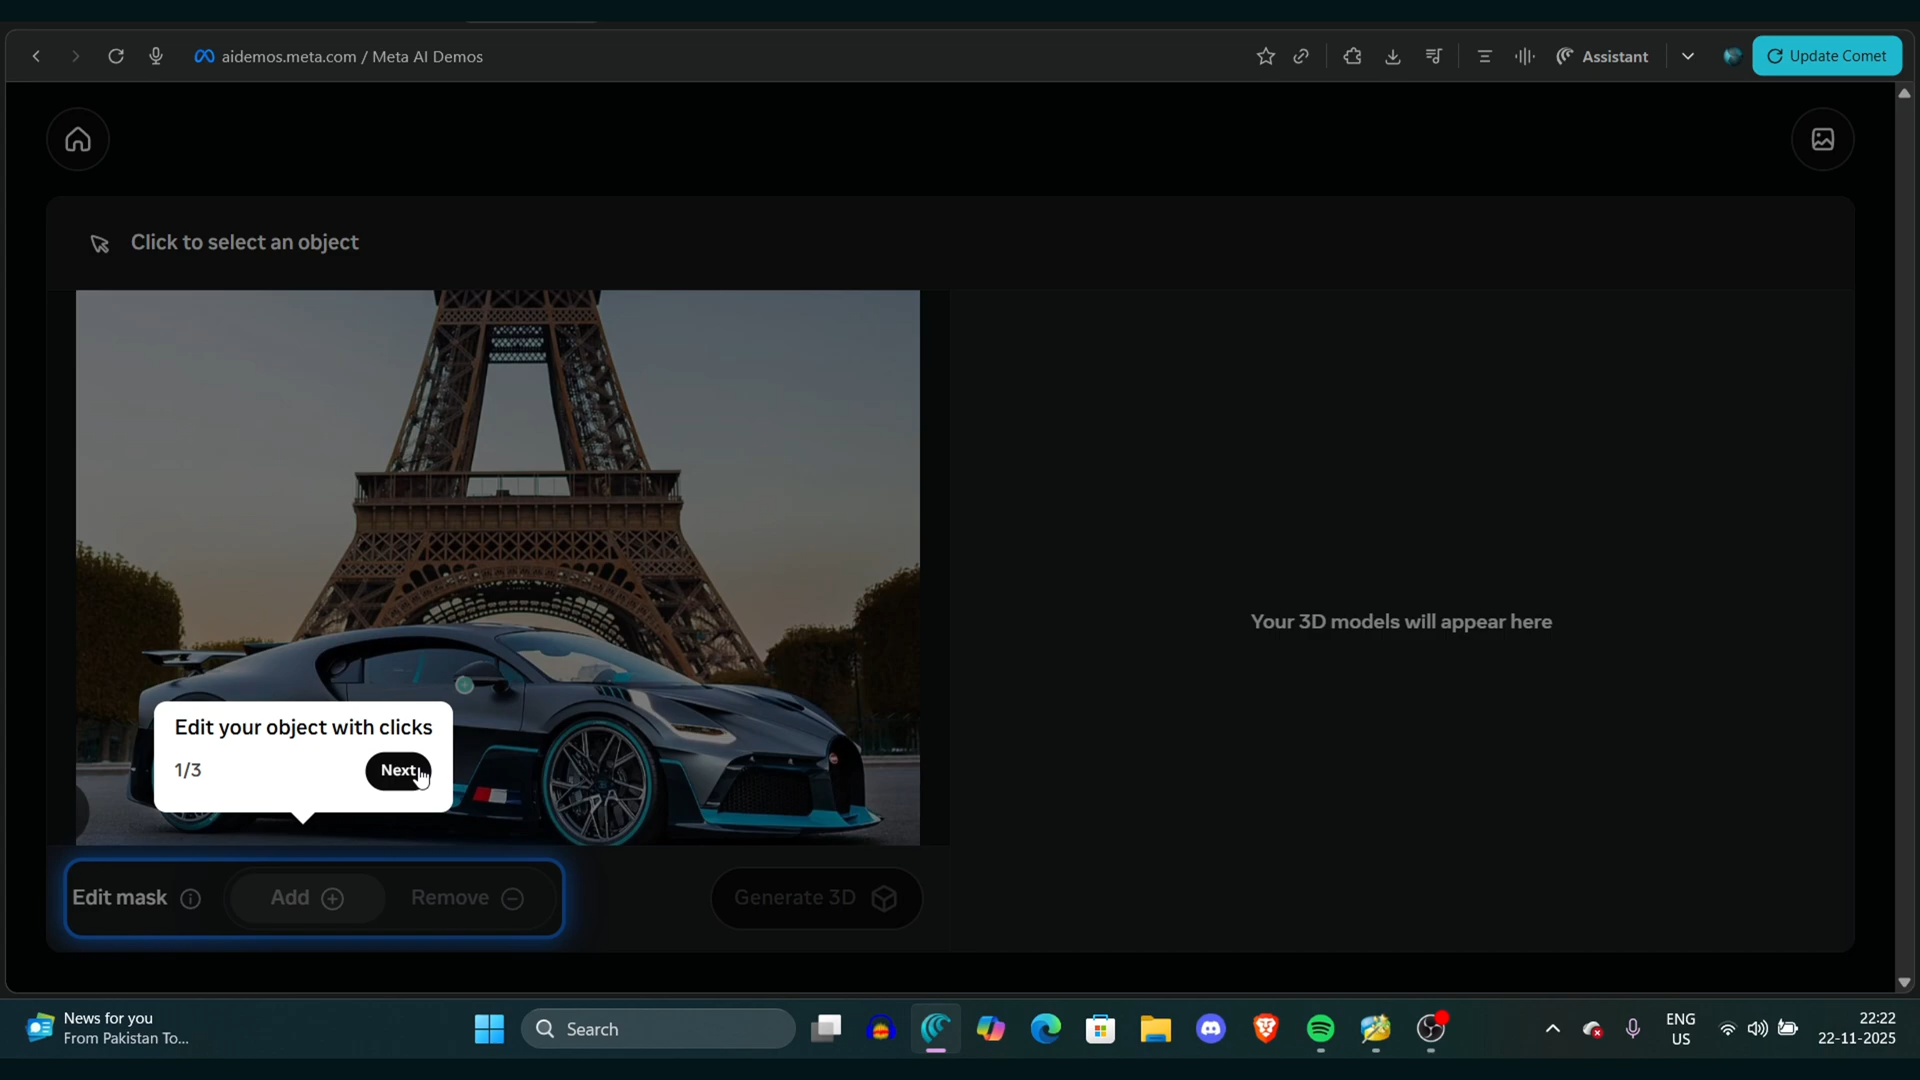 aidemos.meta.com / Meta AI Demos
Assistant
Update Comet
Click to select an object
Your 3D models will appear here
Edit your object with clicks
1/3
Next
Edit mask
Add
Remove
Generate 3D
News for you
From Pakistan To...
Search
ENG
US
22:22
22-11-2025